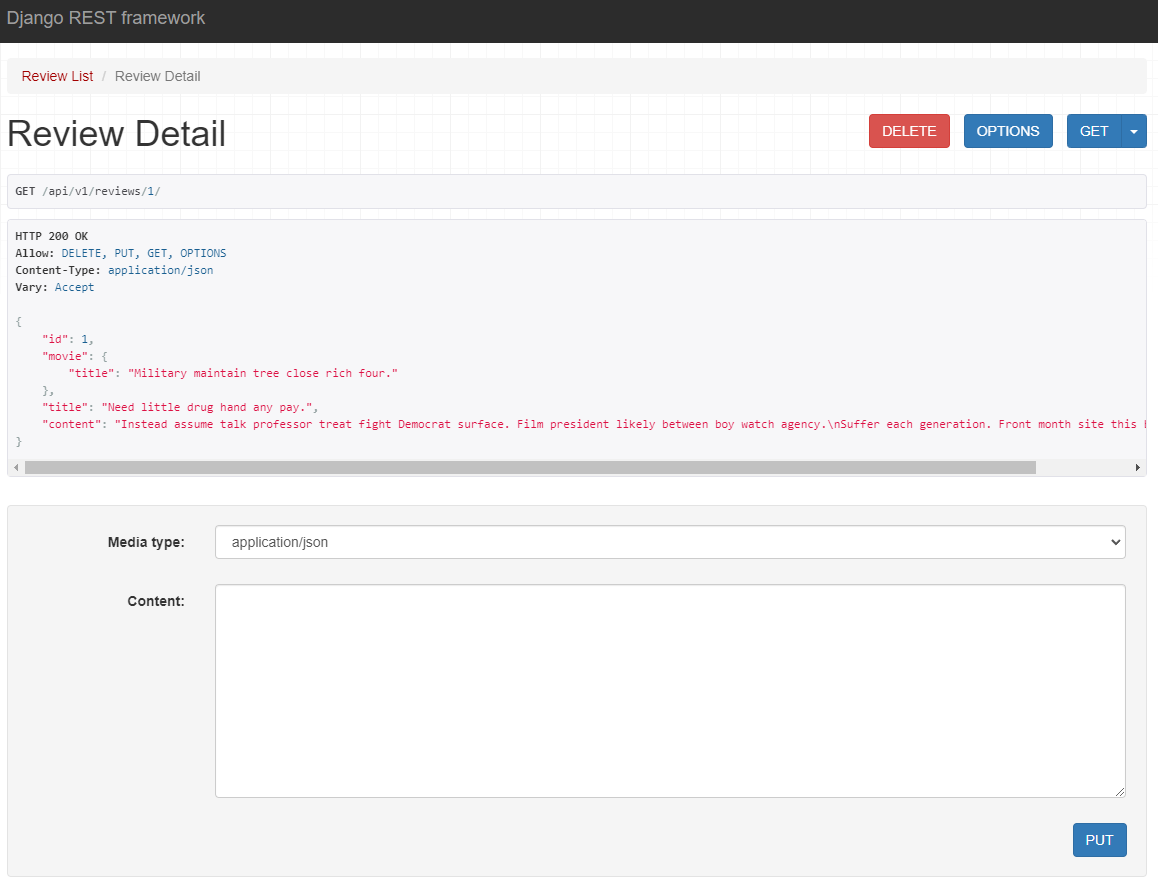 Django REST framework
Review List / Review Detail
Review Detail
DELETE
OPTIONS
GET
GET /api/v1/reviews/1/
HTTP 200 OK
Allow: DELETE, PUT, GET, OPTIONS
Content-Type: application/json
Vary: Accept
{
    "id": 1,
    "movie": {
        "title": "Military maintain tree close rich four."
    },
    "title": "Need little drug hand any pay.",
    "content": "Instead assume talk professor treat fight Democrat surface. Film president likely between boy watch agency.\nSuffer each generation. Front month site this
}
Media type:
application/json
Content:
PUT